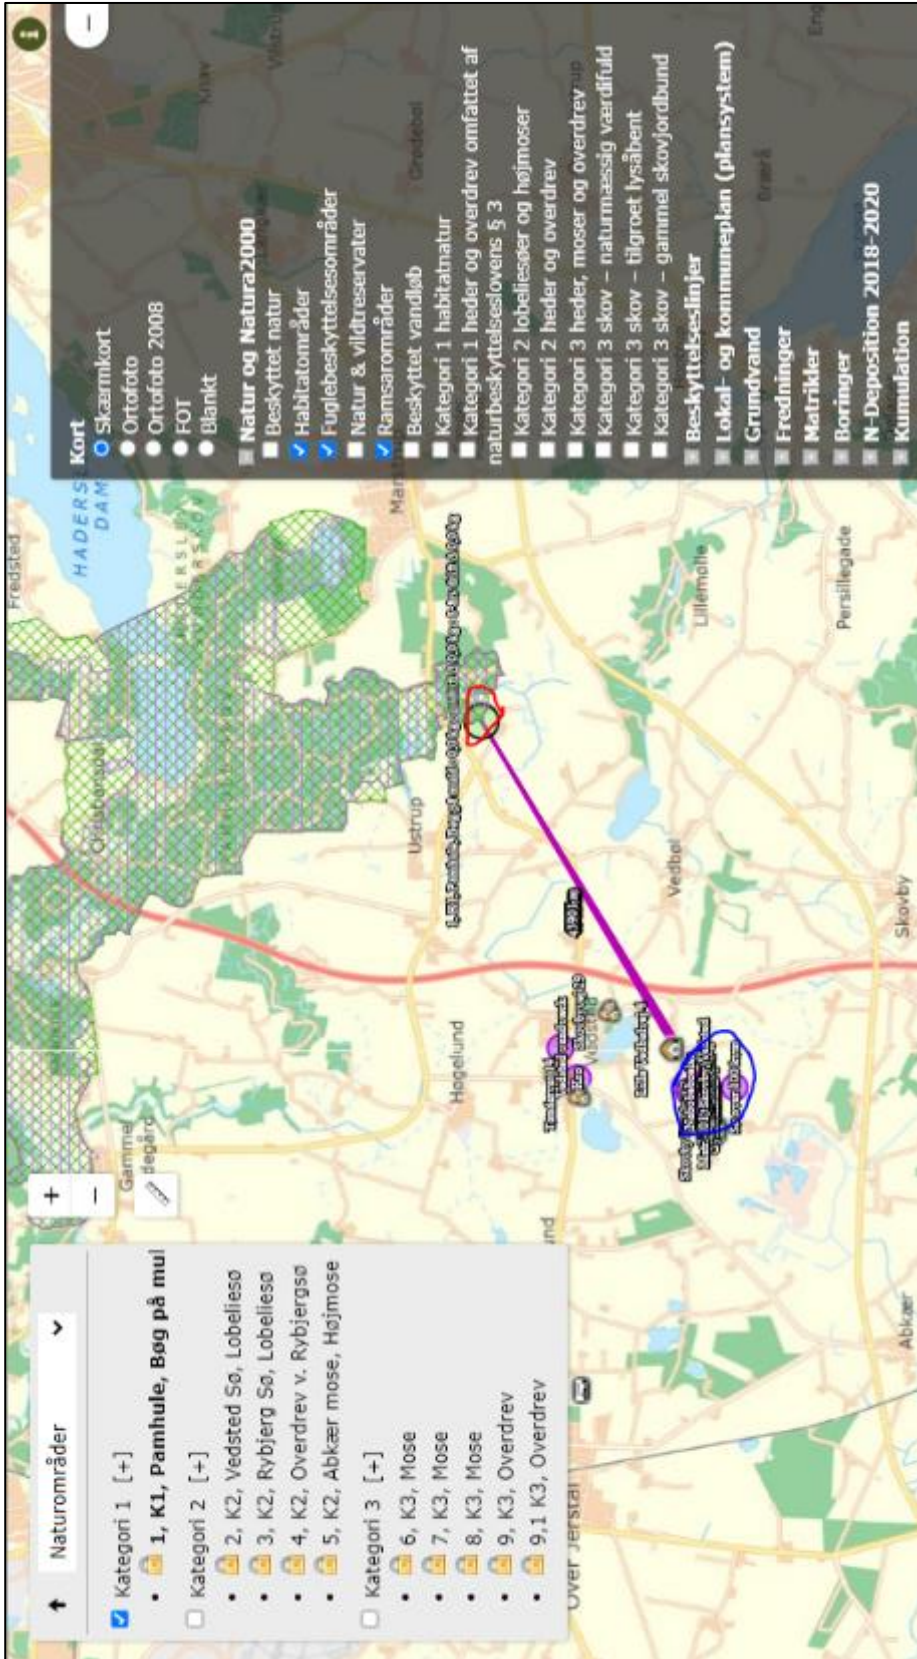 Naturområder
Kategori 1 [+]
1, K1, Pamhule, Bøg på mul
Kategori 2 [+]
2, K2, Vedsted Sø, Lobeliesø
3, K2, Rybjerg Sø, Lobeliesø
4, K2, Overdrev v. Rybjergsø
5, K2, Abkær mose, Højmose
Kategori 3 [+]
6, K3, Mose
7, K3, Mose
8, K3, Mose
9, K3, Overdrev
9,1 K3, Overdrev
+
−
Gamme
degård
Hogelund
Ustrup
Christiansdal
Fredsted
HADERS
DAM
Mar
Vedbøl
Lillemølle
Persillegade
Skovby
Abkær
Over Jerstal
und
Kort
Skærmkort
Ortofoto
Ortofoto 2008
FOT
Blankt
Natur og Natura2000
Beskyttet natur
Habitatområder
Fuglebeskyttelsesområder
Natur & vildtreservater
Ramsarområder
Beskyttet vandløb
Kategori 1 habitatnatur
Kategori 1 heder og overdrev omfattet af
naturbeskyttelseslovens § 3
Kategori 2 lobeliesøer og højmoser
Kategori 2 heder og overdrev
Kategori 3 heder, moser og overdrev
Kategori 3 skov – naturmæssig værdifuld
Kategori 3 skov – tilgroet lysåbent
Kategori 3 skov – gammel skovjordbund
Beskyttelseslinjer
Lokal- og kommuneplan (plansystem)
Grundvand
Fredninger
Matrikler
Boringer
N-Deposition 2018-2020
Kumulation
−